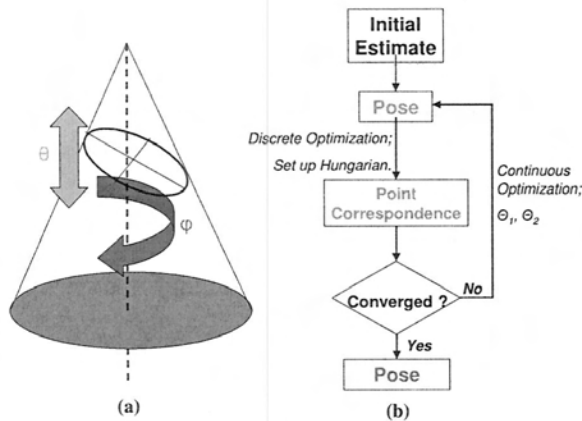 θ
φ
(a)
Initial
Estimate
Pose
Discrete Optimization;
Set up Hungarian.
Continuous
Optimization;
Θ1, Θ2
Point
Correspondence
Converged ?
No
Yes
Pose
(b)